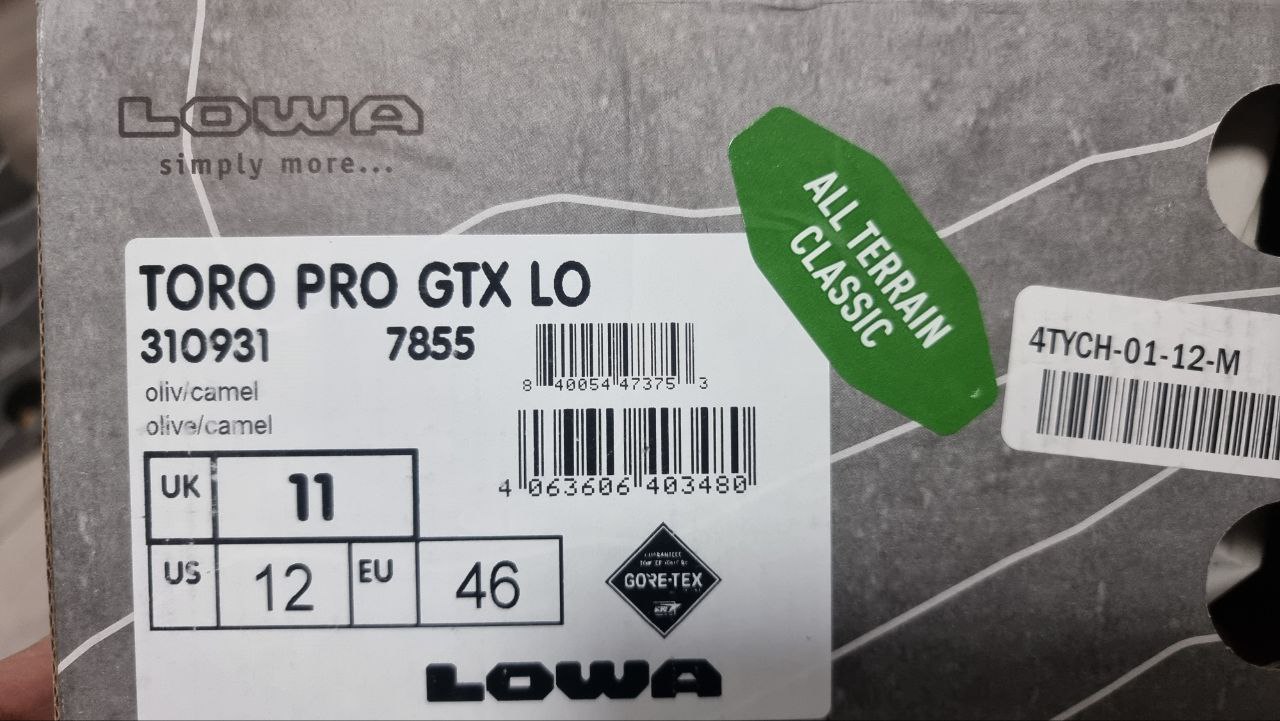 LOWA
simply more...
ALL TERRAIN
CLASSIC
TORO PRO GTX LO
310931 7855
8 40054 47375 3
oliv/camel
olive/camel
4 063606 403480
UK 11
US 12 EU 46
GORE-TEX
LOWA
4TYCH-01-12-M